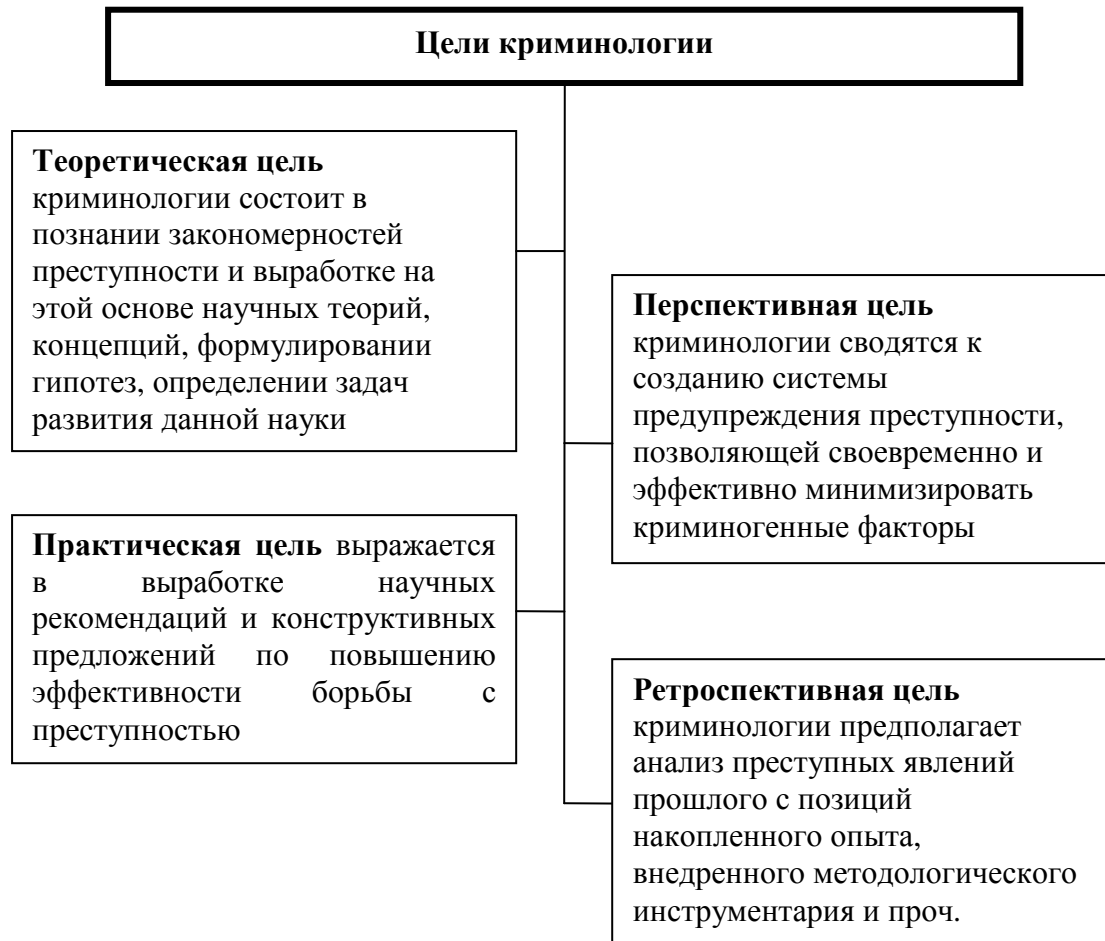 Цели криминологии
Теоретическая цель
криминологии состоит в
познании закономерностей
преступности и выработке на
этой основе научных теорий,
концепций, формулировании
гипотез, определении задач
развития данной науки
Перспективная цель
криминологии сводятся к
созданию системы
предупреждения преступности,
позволяющей своевременно и
эффективно минимизировать
криминогенные факторы
Практическая цель выражается
в выработке научных
рекомендаций и конструктивных
предложений по повышению
эффективности борьбы с
преступностью
Ретроспективная цель
криминологии предполагает
анализ преступных явлений
прошлого с позиций
накопленного опыта,
внедренного методологического
инструментария и проч.